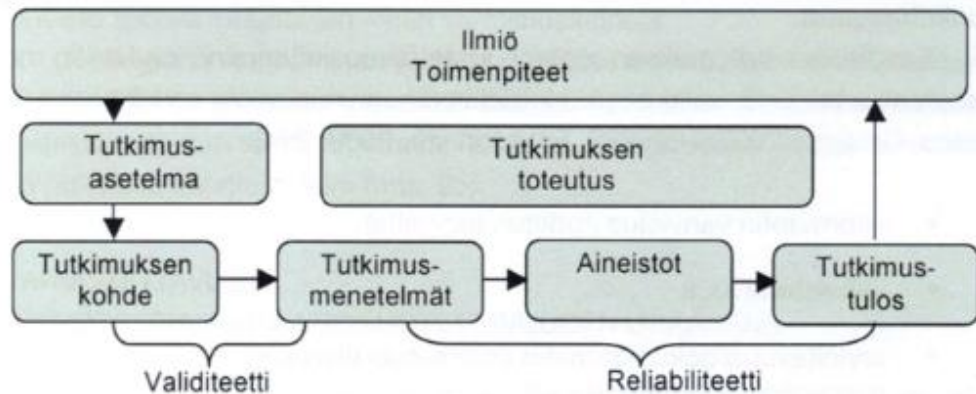 Ilmiö
Toimenpiteet
Tutkimus-
asetelma
Tutkimuksen
toteutus
Tutkimuksen
kohde
Tutkimus-
menetelmät
Aineistot
Tutkimus-
tulos
Validiteetti
Reliabiliteetti